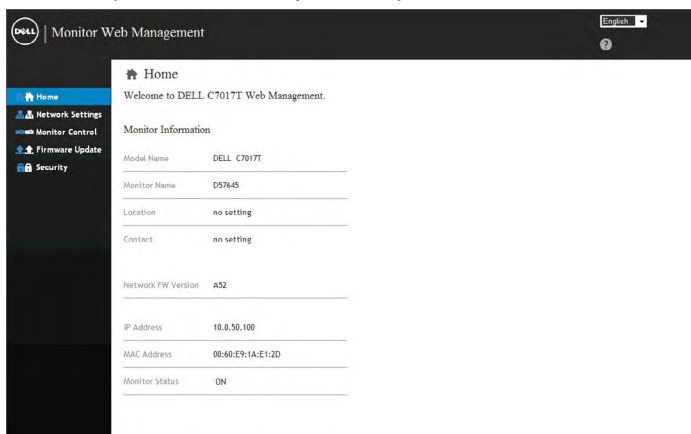 DELL | Monitor Web Management
English
?
Home
Network Settings
Monitor Control
Firmware Update
Security
Home
Welcome to DELL C7017T Web Management.
Monitor Information
Model Name DELL C7017T
Monitor Name D57645
Location no setting
Contact no setting
Network FW Version A52
IP Address 10.0.50.100
MAC Address 00:60:E9:1A:E1:2D
Monitor Status ON